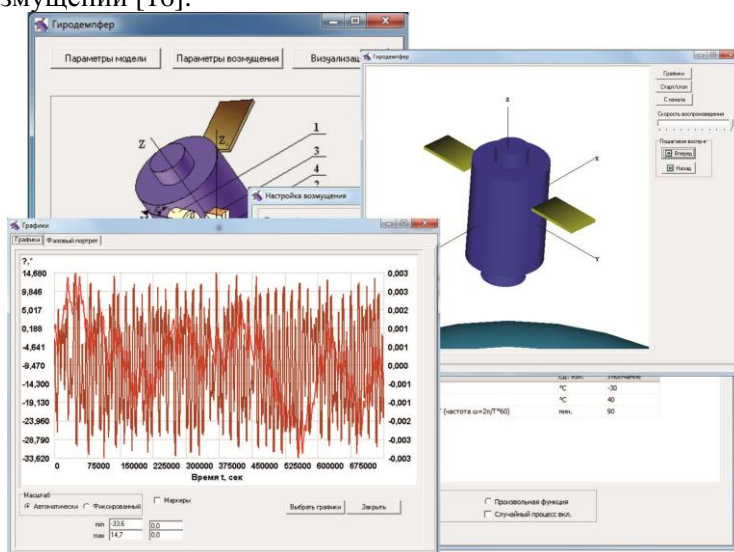 змущений [16].
Гиродемпфер
Параметры модели
Параметры возмущения
Z
Z
1
3
4
Гиродемпфер
Графики
Старт/стоп
С начала
Скорость воспроизведения
Пошаговое воспр-е
Вперед
Назад
z
Y
Настройка возмущения
Графики
Графики
Фазовый портрет
?,"
14,680
9,846
5,017
0,188
-4,641
-9,470
-14,300
-19,130
-23,960
-28,790
-33,620
0,003
0,003
0,002
0,001
0,001
0,000
-0,001
-0,001
-0,002
-0,003
-0,003
0 75000 150000 225000 300000 375000 450000 525000 600000 675000
Время t, сек
Масштаб
Автоматически
Фиксированный
Маркеры
min -33,6 0,0
max 14,7 0,0
Выбрать графики
Закрыть
°C -30
°C 40
(частота ω=2π/T*60) мин. 90
Произвольная функция
Случайный процесс вкл.